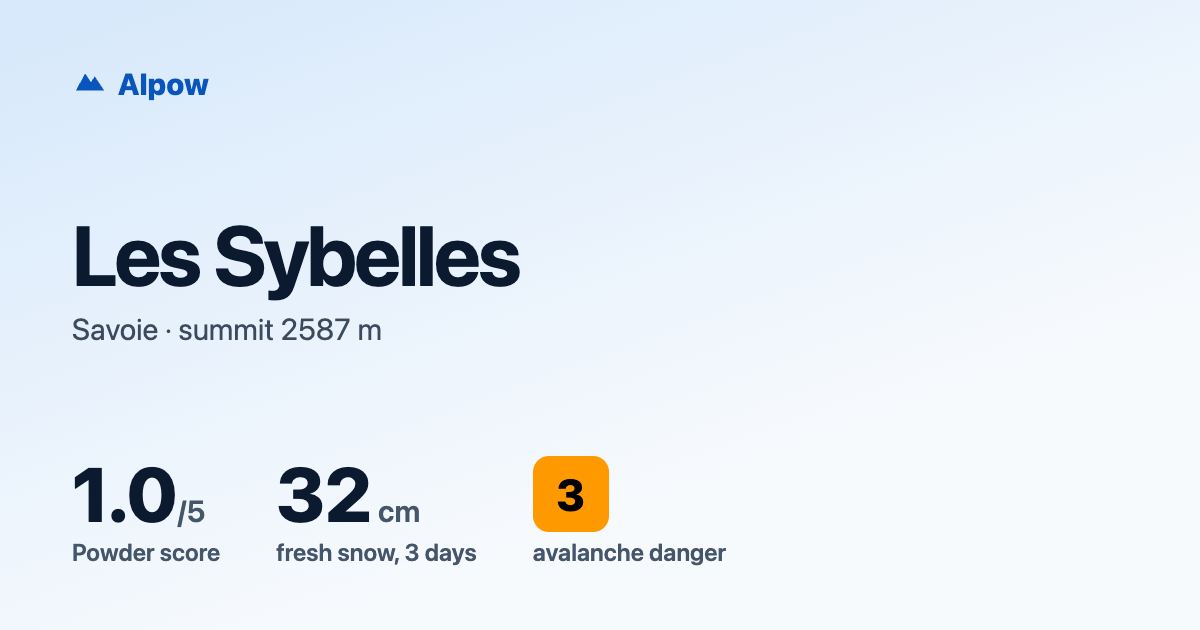 Alpow
Les Sybelles
Savoie · summit 2587 m
1.0/5
Powder score
32 cm
fresh snow, 3 days
3
avalanche danger